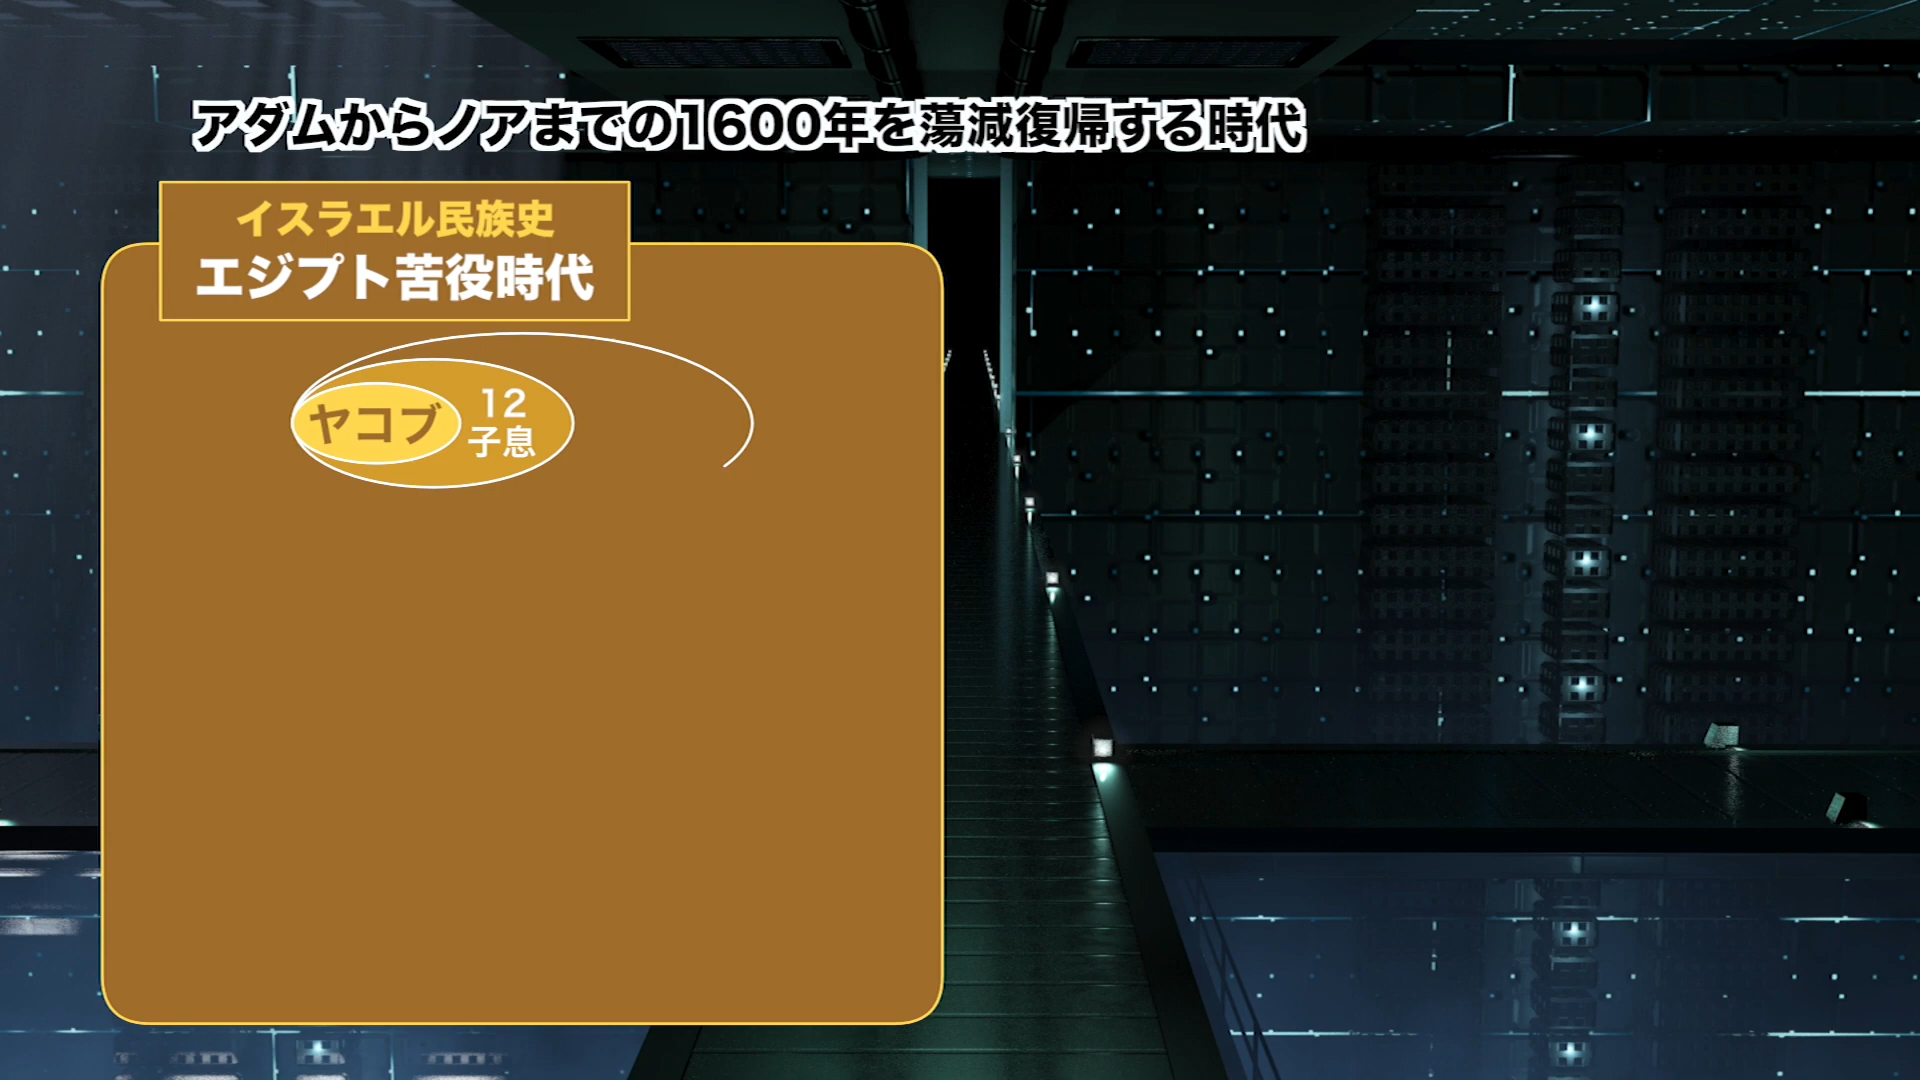 アダムからノアまでの1600年を蕩減復帰する時代
イスラエル民族史
エジプト苦役時代
ヤコブ
12
子息